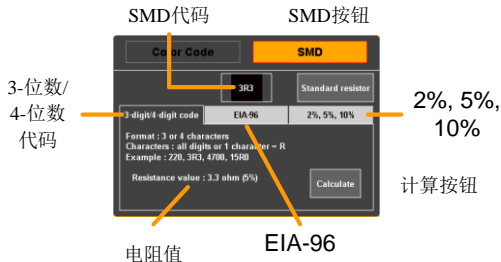 SMD代码
SMD按钮
Color Code
SMD
3R3
Standard resistor
3-位数/
4-位数
代码
3-digit/4-digit code
EIA-96
2%, 5%, 10%
2%, 5%,
10%
Format : 3 or 4 characters
Characters : all digits or 1 character = R
Example : 220, 3R3, 4700, 15R0
Resistance value : 3.3 ohm (5%)
Calculate
计算按钮
电阻值
EIA-96